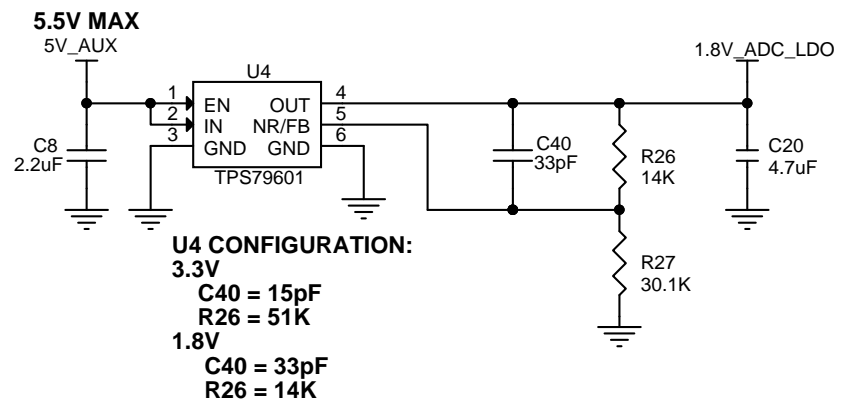 5.5V MAX
5V_AUX
1.8V_ADC_LDO
U4
1
2
3
EN
IN
GND
OUT
NR/FB
GND
4
5
6
TPS79601
C8
2.2uF
C40
33pF
R26
14K
C20
4.7uF
R27
30.1K
U4 CONFIGURATION:
3.3V
C40 = 15pF
R26 = 51K
1.8V
C40 = 33pF
R26 = 14K